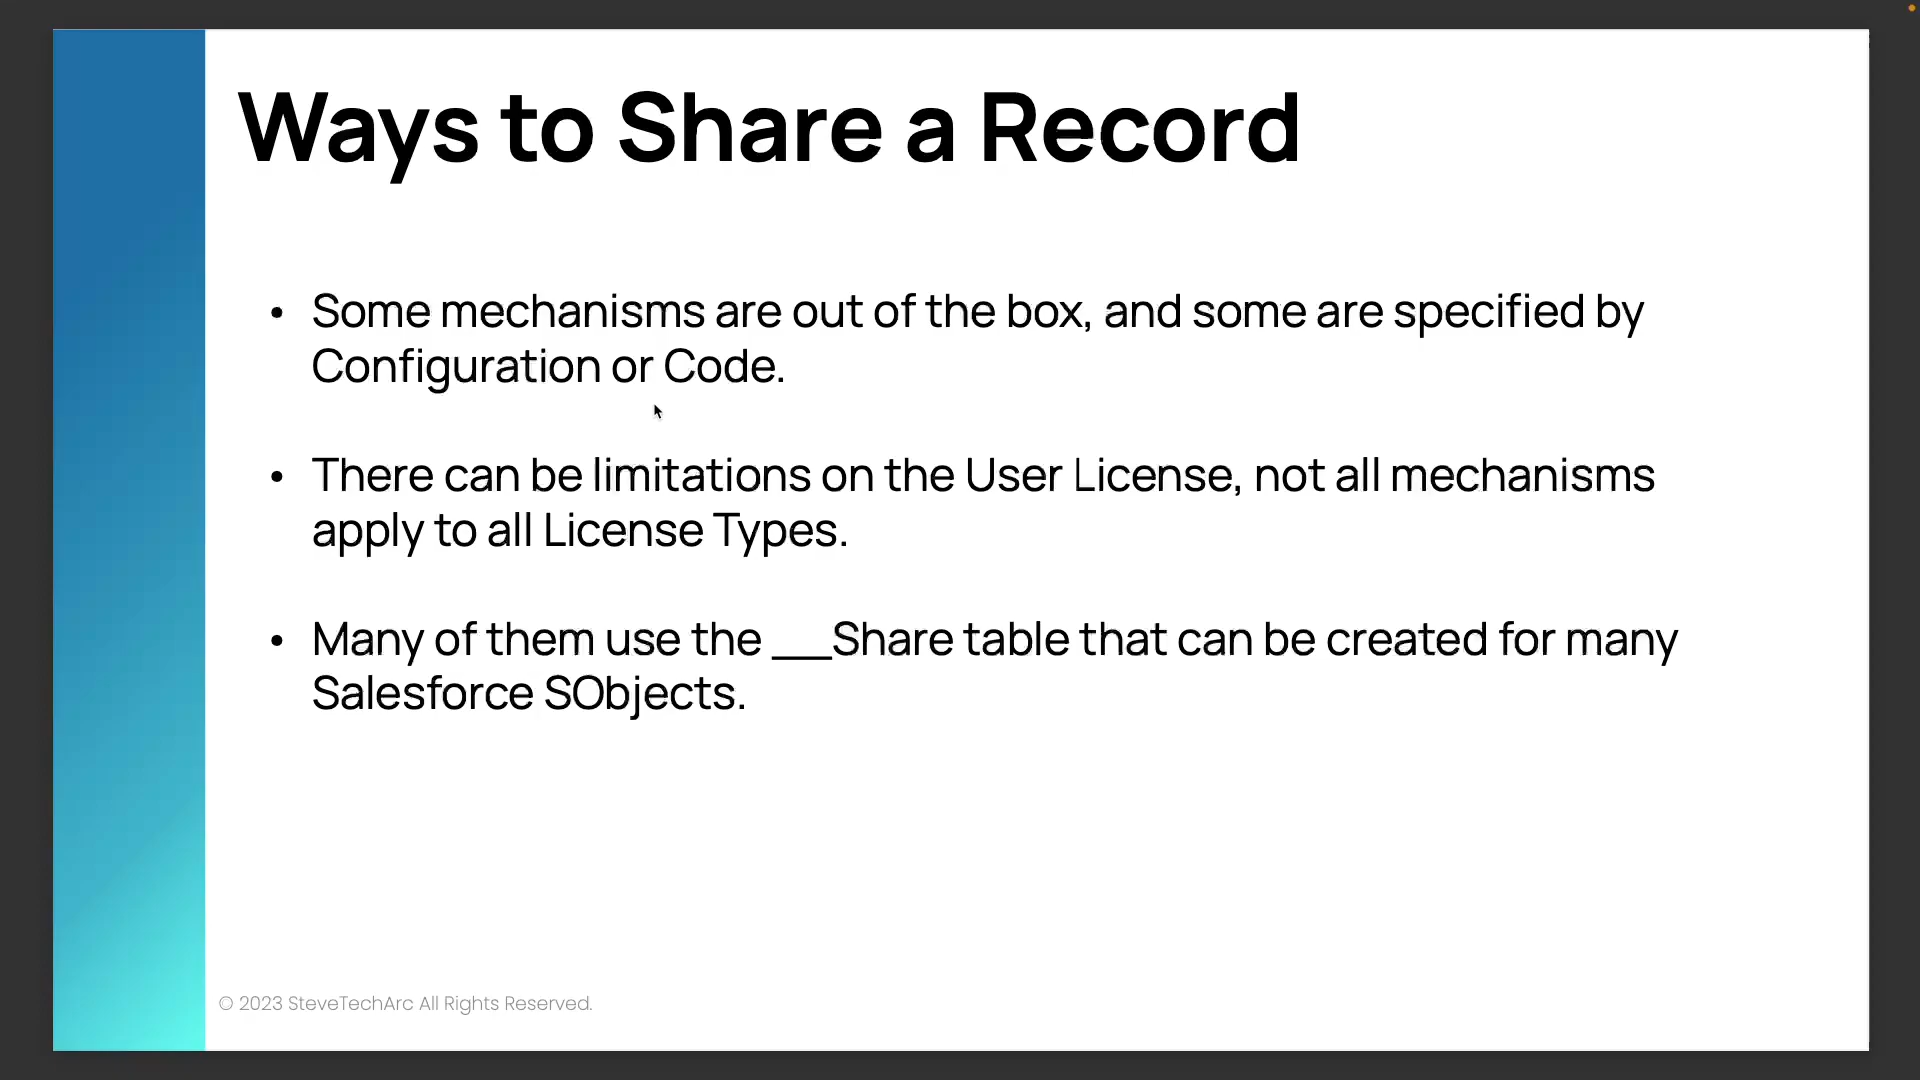 Ways to Share a Record
• Some mechanisms are out of the box, and some are specified by
Configuration or Code.
• There can be limitations on the User License, not all mechanisms
apply to all License Types.
• Many of them use the __Share table that can be created for many
Salesforce SObjects.
© 2023 SteveTechArc All Rights Reserved.